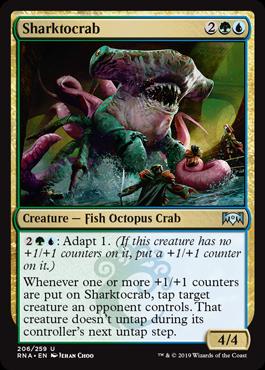 Sharktocrab 2
Creature — Fish Octopus Crab
2: Adapt 1. (If this creature has no
+1/+1 counters on it, put a +1/+1 counter
on it.)
Whenever one or more +1/+1 counters
are put on Sharktocrab, tap target
creature an opponent controls. That
creature doesn't untap during its
controller's next untap step.
4/4
206/259 U
RNA • EN Jehan Choo ™ & © 2019 Wizards of the Coast